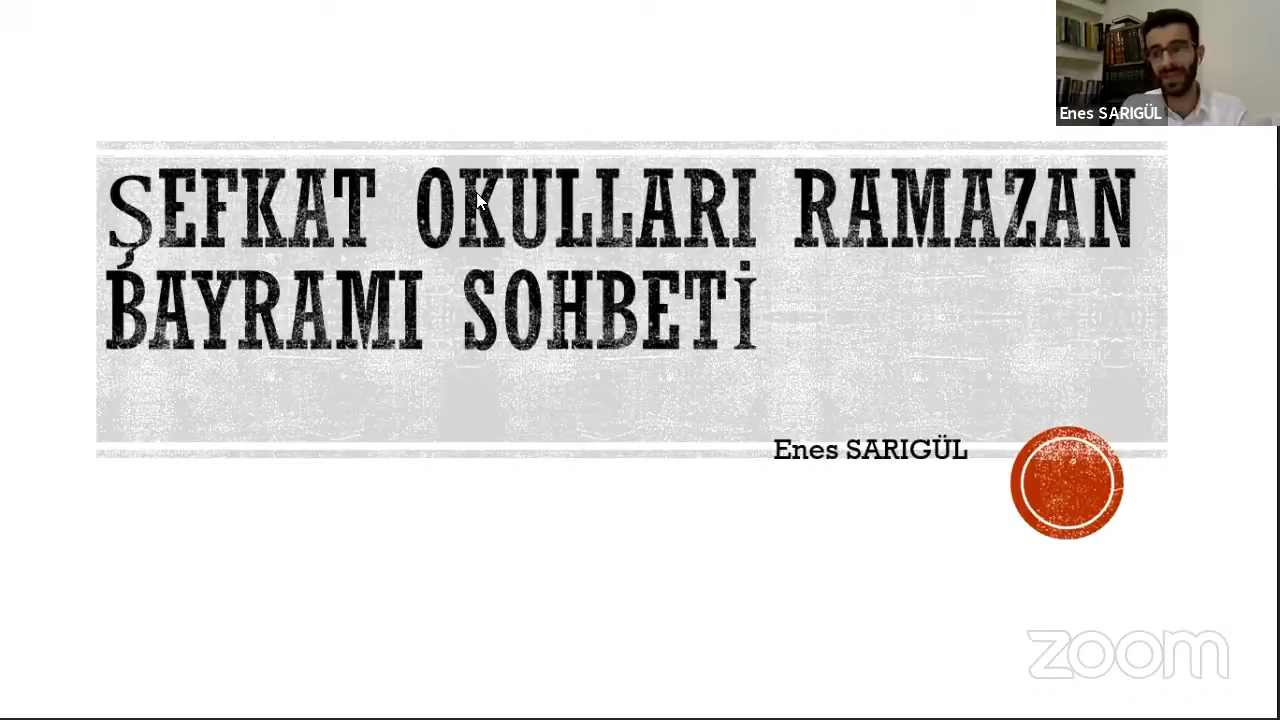 Enes SARIGÜL
ŞEFKAT OKULLARI RAMAZAN
BAYRAMI SOHBETİ
Enes SARIGÜL
zoom